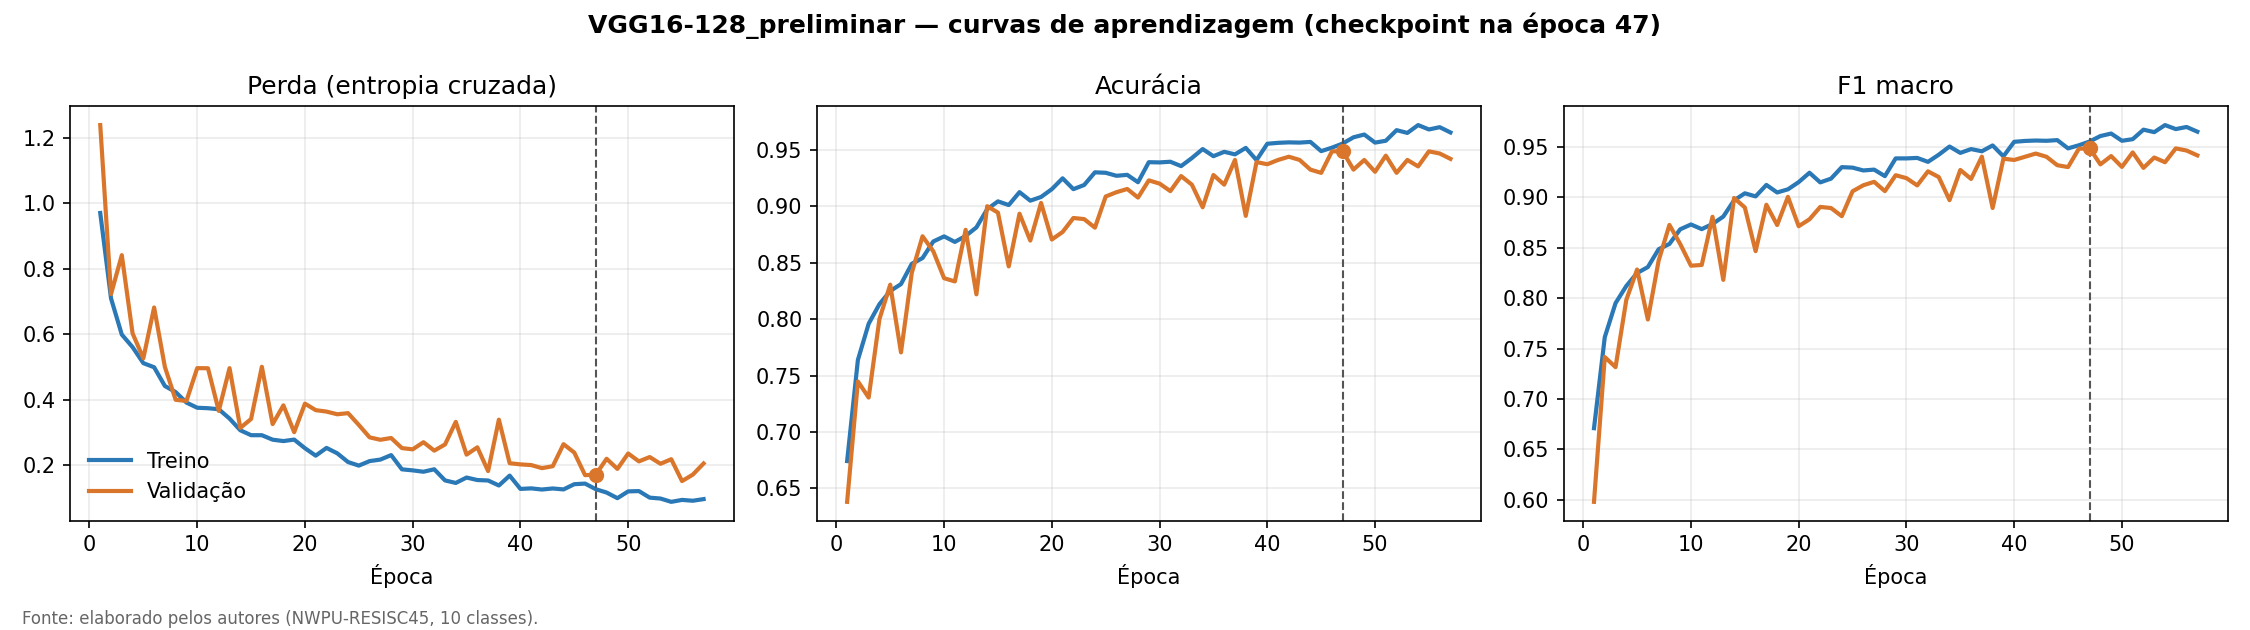 VGG16-128_preliminar — curvas de aprendizagem (checkpoint na época 47)
Perda (entropia cruzada)
1.2
1.0
0.8
0.6
0.4
0.2
Treino
Validação
0 10 20 30 40 50
Época
Acurácia
0.95
0.90
0.85
0.80
0.75
0.70
0.65
0 10 20 30 40 50
Época
F1 macro
0.95
0.90
0.85
0.80
0.75
0.70
0.65
0.60
0 10 20 30 40 50
Época
Fonte: elaborado pelos autores (NWPU-RESISC45, 10 classes).